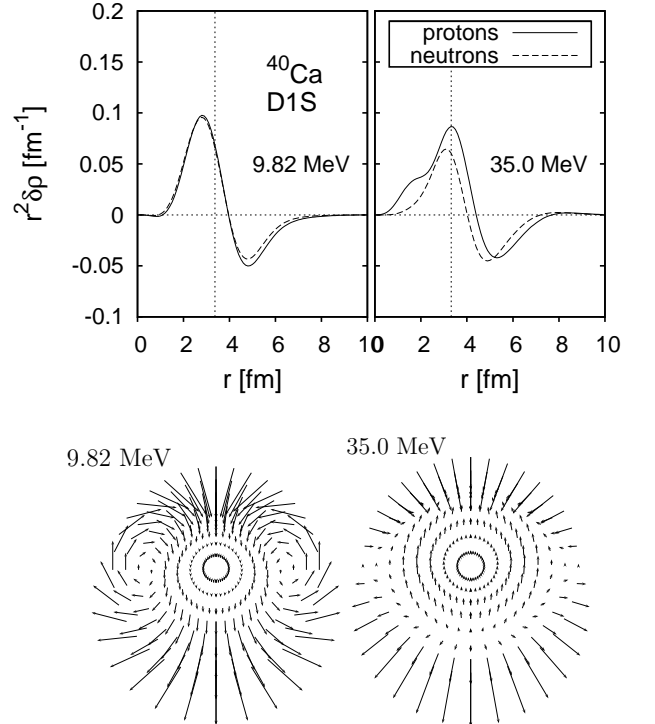 0.2
0.15
0.1
0.05
0
-0.05
-0.1
r²δρ [fm⁻¹]
⁴⁰Ca
D1S
9.82 MeV
protons
neutrons
35.0 MeV
0 2 4 6 8 10
0 2 4 6 8 10
r [fm]
r [fm]
9.82 MeV
35.0 MeV